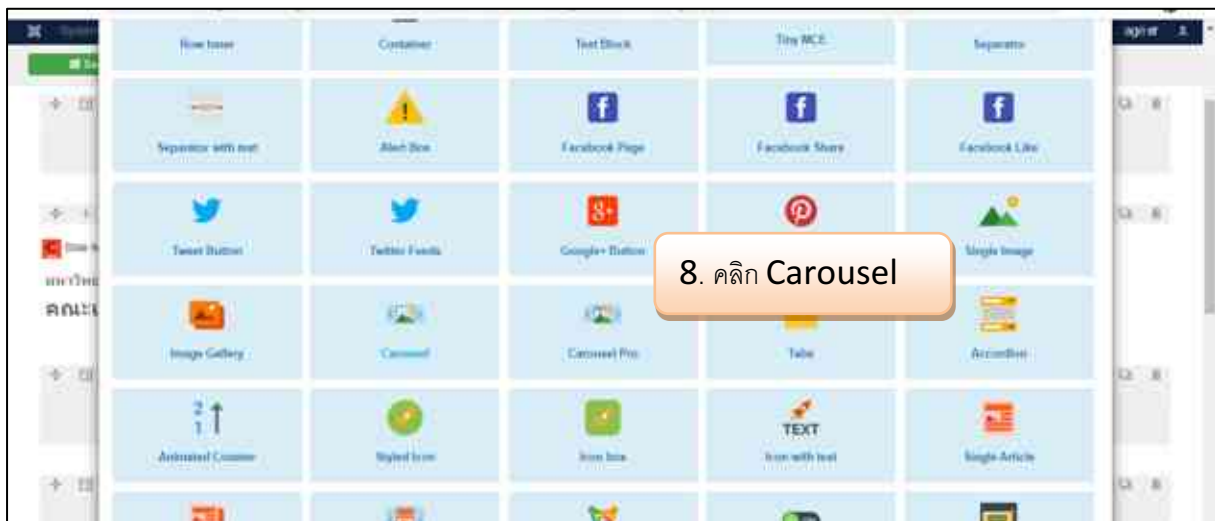 Row Inner
Container
Text Block
Tiny MCE
Separator
Separator with text
Alert Box
Facebook Page
Facebook Share
Facebook Like
Tweet Button
Twitter Feeds
Google+ Button
Single Image
8. คลิก Carousel
Image Gallery
Carousel
Carousel Pro
Tabs
Accordion
Animated Counter
Styled Icon
Icon box
TEXT
Icon with text
Single Article